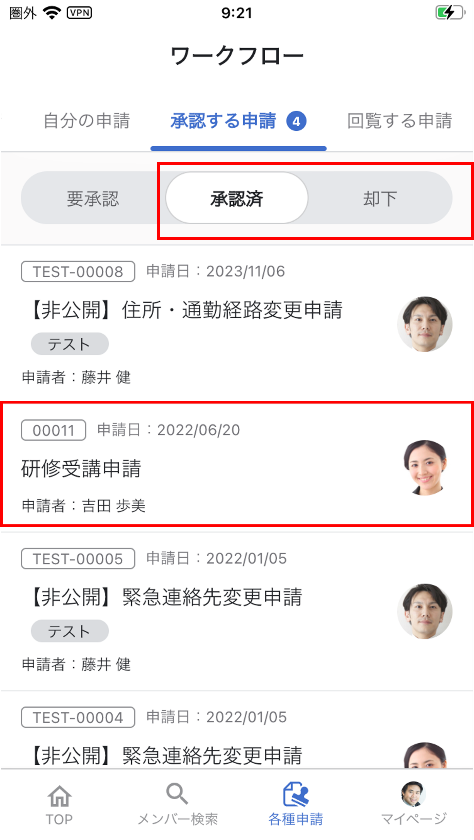 圏外 VPN 9:21
ワークフロー
自分の申請 承認する申請 4 回覧する申請
要承認 承認済 却下
TEST-00008 申請日：2023/11/06
【非公開】住所・通勤経路変更申請
テスト
申請者：藤井 健
00011 申請日：2022/06/20
研修受講申請
申請者：吉田 歩美
TEST-00005 申請日：2022/01/05
【非公開】緊急連絡先変更申請
テスト
申請者：藤井 健
TEST-00004 申請日：2022/01/05
【非公開】緊急連絡先変更申請
TOP メンバー検索 各種申請 マイページ